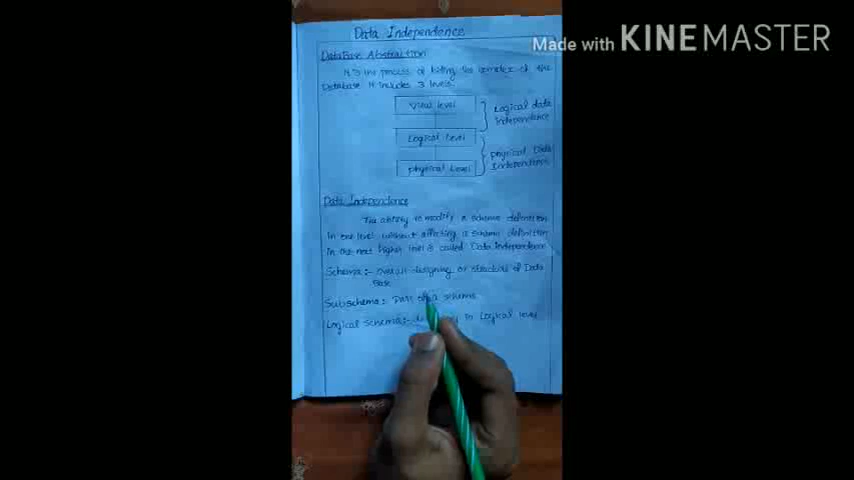 Made with KINEMASTER
Data Independence
DataBase Abstraction
It is the process of hiding the complex of the
Database It includes 3 levels.
View level
Logical data
independence
Logical Level
physical Data
Independence
physical Level
Data Independence
The ability to modify a scheme definition
in one level without affecting a scheme definition
in the next higher level is called Data Independence
Schema :- overall designing or structure of Data
Base
Subschema :- part of a schema
Logical Schema :- in Logical level